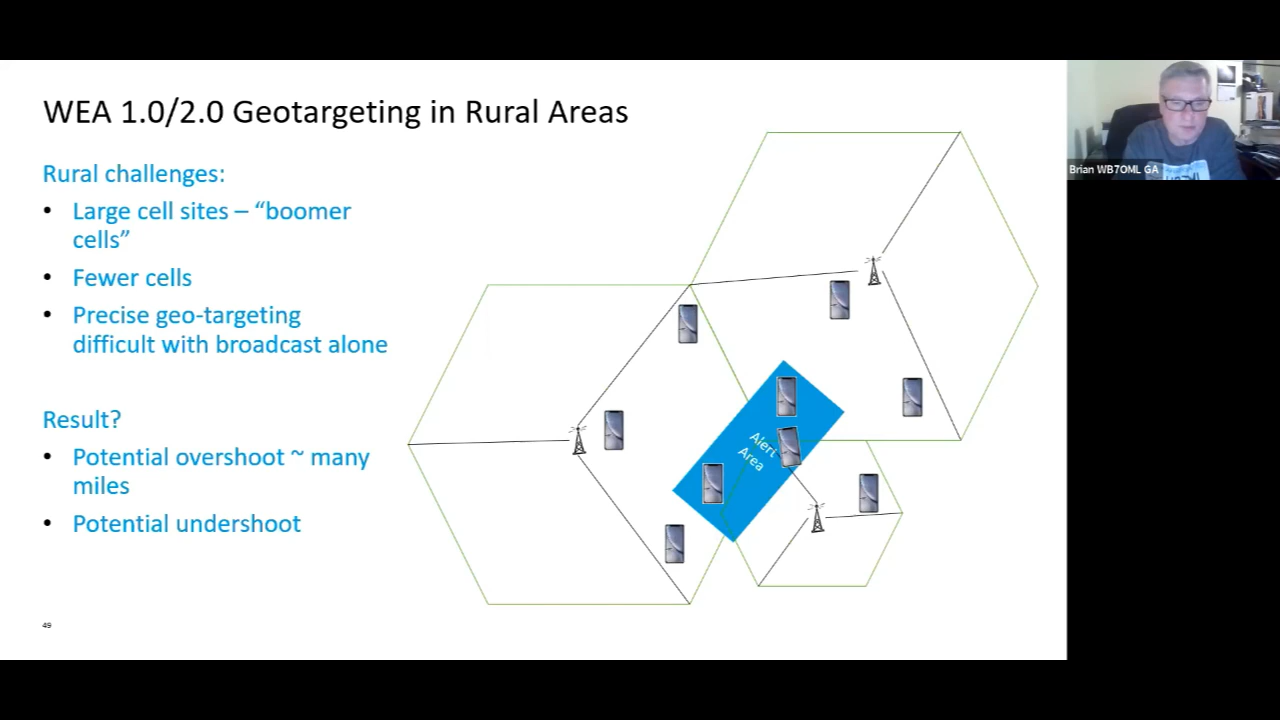 WEA 1.0/2.0 Geotargeting in Rural Areas
Rural challenges:
• Large cell sites – “boomer
cells”
• Fewer cells
• Precise geo-targeting
difficult with broadcast alone
Result?
• Potential overshoot ~ many
miles
• Potential undershoot
Alert
Area
49
Brian WB7OML GA